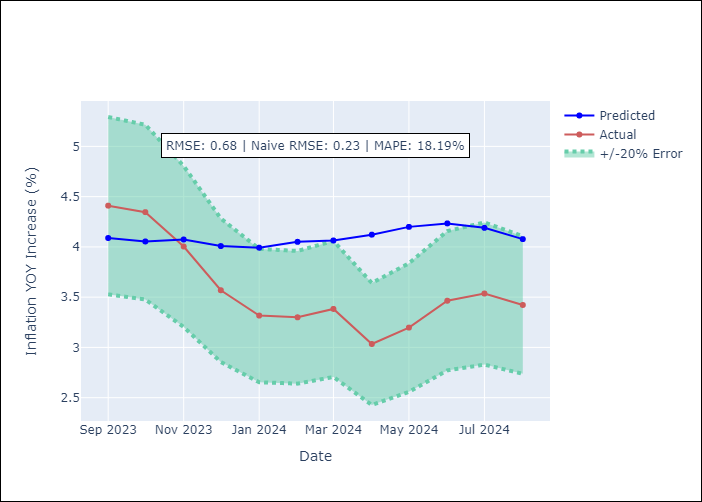 RMSE: 0.68 | Naive RMSE: 0.23 | MAPE: 18.19%
Predicted
Actual
+/-20% Error
Inflation YOY Increase (%)
5
4.5
4
3.5
3
2.5
Sep 2023 Nov 2023 Jan 2024 Mar 2024 May 2024 Jul 2024
Date